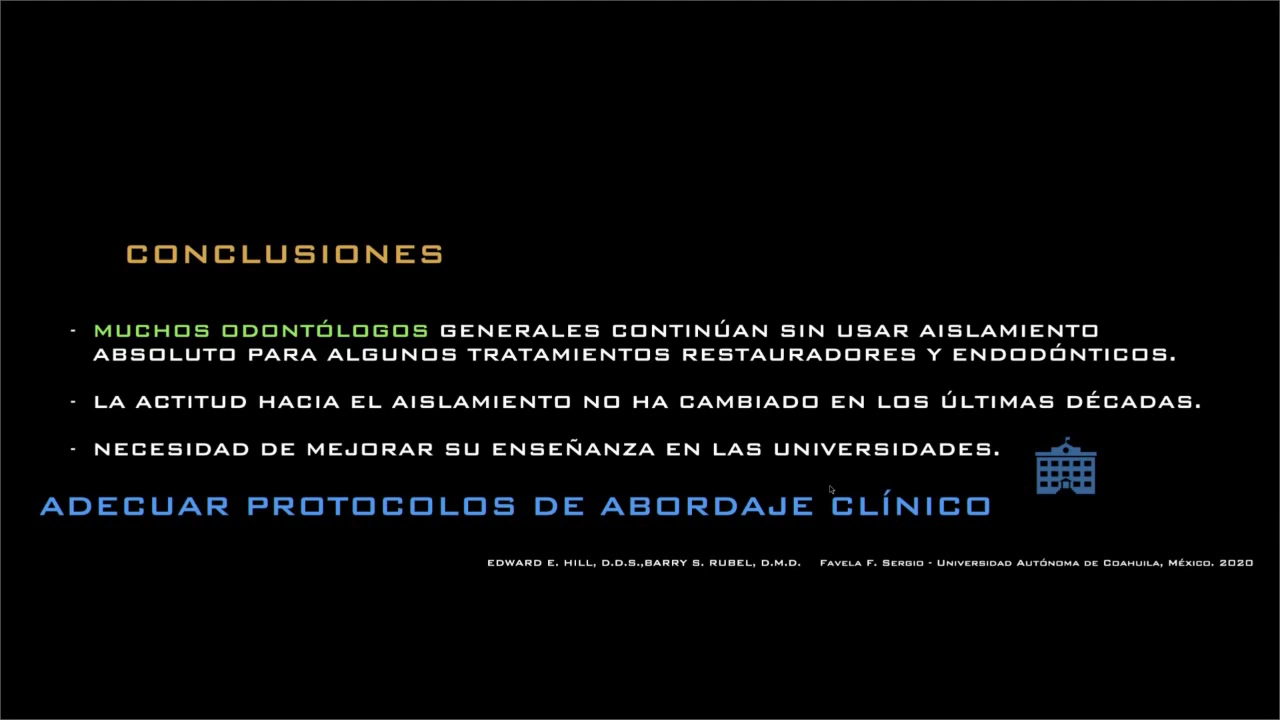 CONCLUSIONES
- MUCHOS ODONTÓLOGOS GENERALES CONTINÚAN SIN USAR AISLAMIENTO
ABSOLUTO PARA ALGUNOS TRATAMIENTOS RESTAURADORES Y ENDODÓNTICOS.
- LA ACTITUD HACIA EL AISLAMIENTO NO HA CAMBIADO EN LOS ÚLTIMAS DÉCADAS.
- NECESIDAD DE MEJORAR SU ENSEÑANZA EN LAS UNIVERSIDADES.
ADECUAR PROTOCOLOS DE ABORDAJE CLÍNICO
EDWARD E. HILL, D.D.S.,BARRY S. RUBEL, D.M.D. Favela F. Sergio - Universidad Autónoma de Coahuila, México. 2020